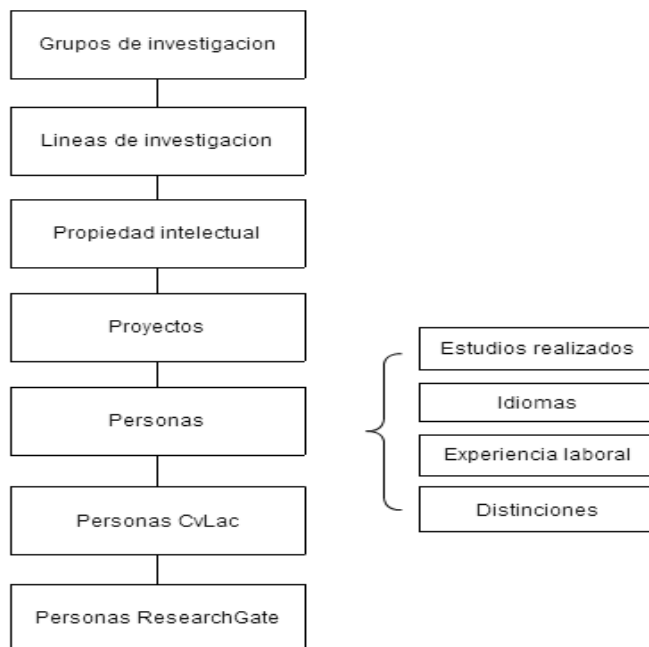 Grupos de investigacion
Lineas de investigacion
Propiedad intelectual
Proyectos
Personas
Personas CvLac
Personas ResearchGate
Estudios realizados
Idiomas
Experiencia laboral
Distinciones